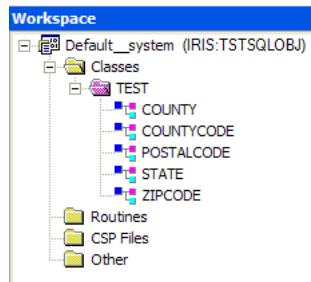 Workspace
Default__system (IRIS:TSTSQLOBJ)
Classes
TEST
COUNTY
COUNTYCODE
POSTALCODE
STATE
ZIPCODE
Routines
CSP Files
Other